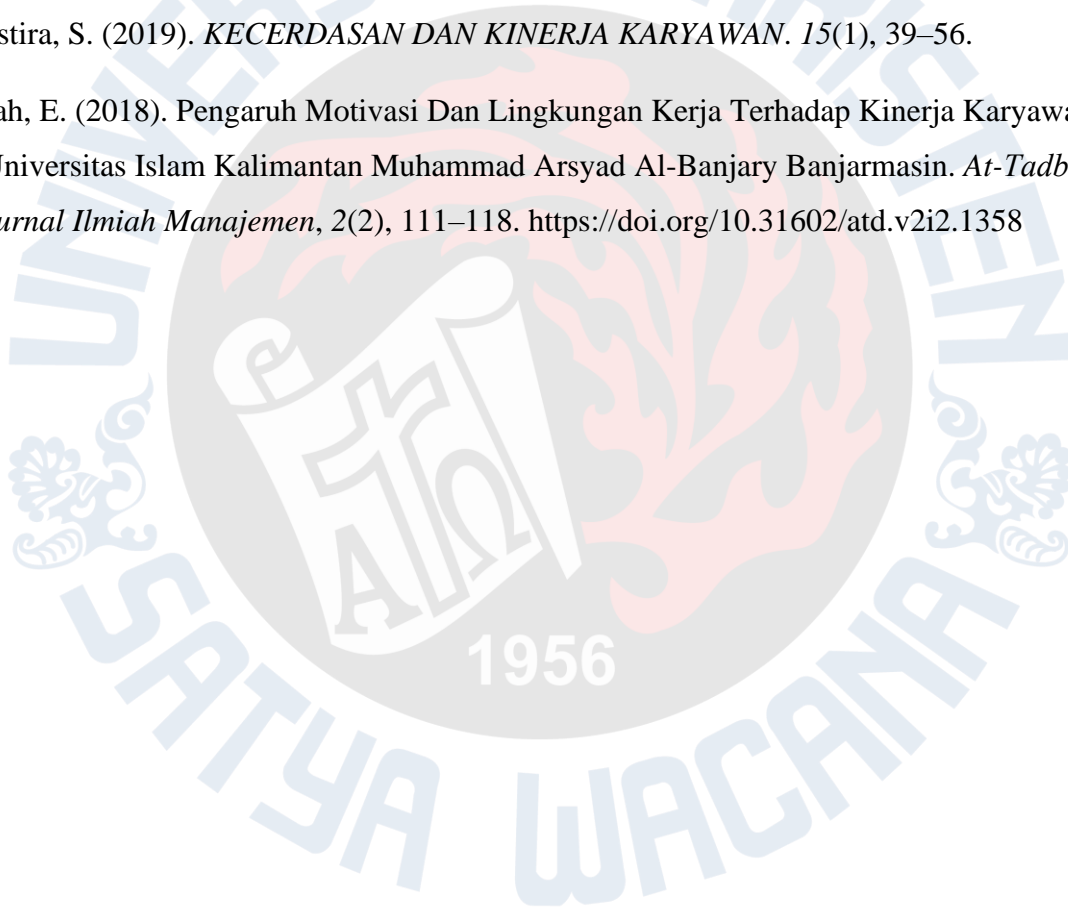 stira, S. (2019). KECERDASAN DAN KINERJA KARYAWAN. 15(1), 39–56.
ah, E. (2018). Pengaruh Motivasi Dan Lingkungan Kerja Terhadap Kinerja Karyawa
Universitas Islam Kalimantan Muhammad Arsyad Al-Banjary Banjarmasin. At-Tadb
urnal Ilmiah Manajemen, 2(2), 111–118. https://doi.org/10.31602/atd.v2i2.1358
ΑΩ
1956
SATYA WACANA